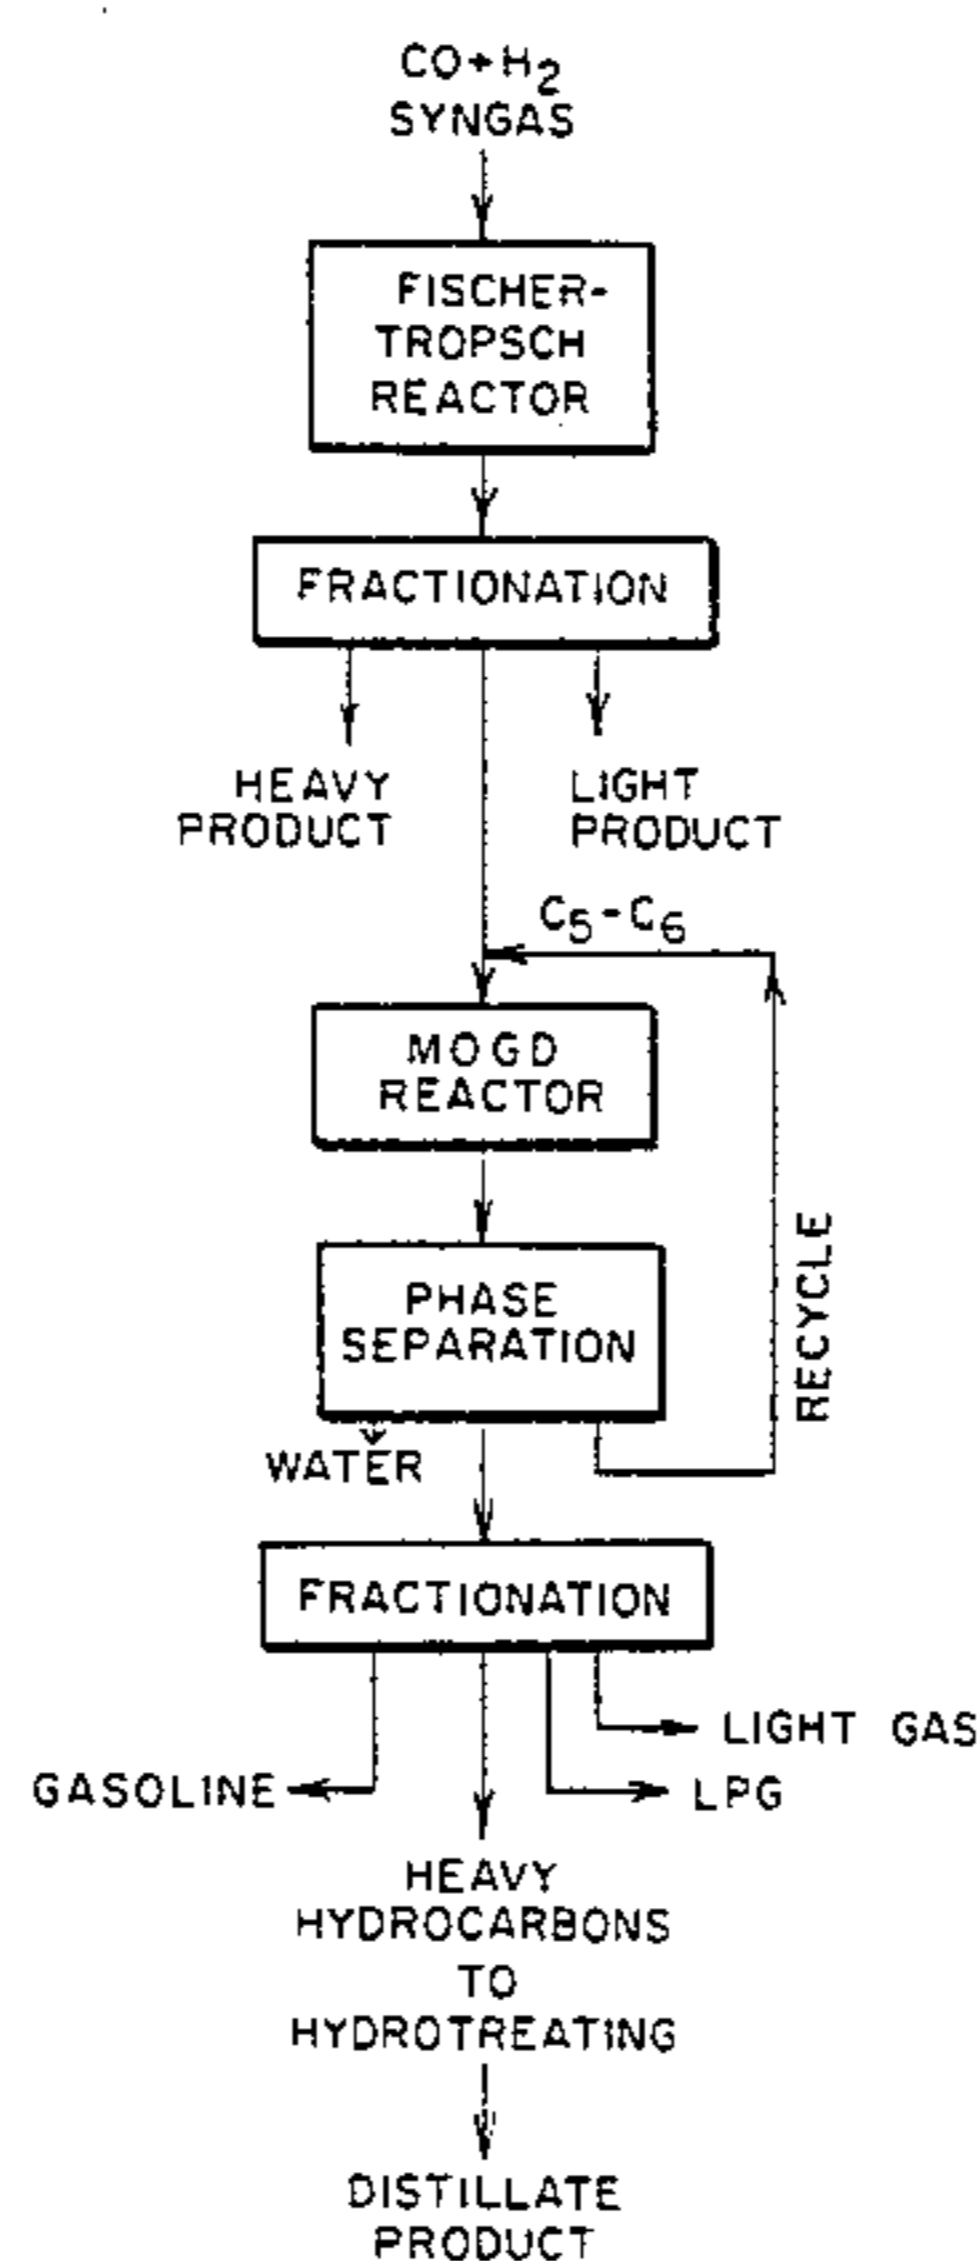 CO+H2
SYNGAS
FISCHER-
TROPSCH
REACTOR
FRACTIONATION
HEAVY
PRODUCT
LIGHT
PRODUCT
C5-C6
MOGD
REACTOR
RECYCLE
PHASE
SEPARATION
WATER
FRACTIONATION
LIGHT GAS
GASOLINE
LPG
HEAVY
HYDROCARBONS
TO
HYDROTREATING
DISTILLATE
PRODUCT